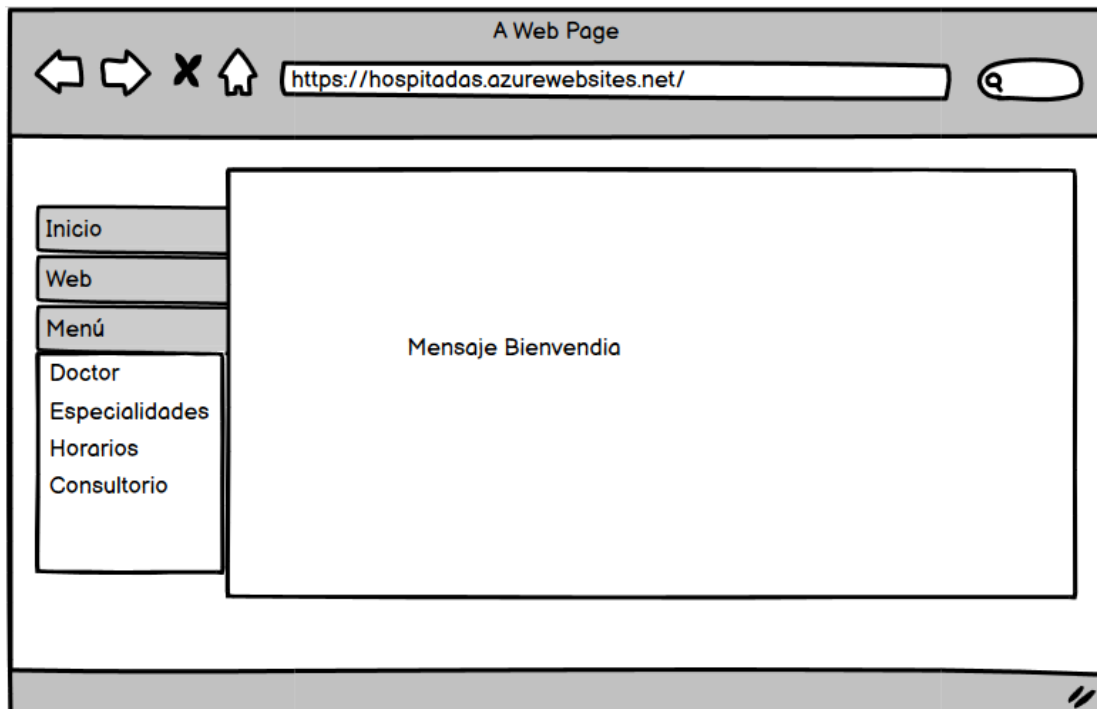 A Web Page
https://hospitadas.azurewebsites.net/
Inicio
Web
Menú
Doctor
Especialidades
Horarios
Consultorio
Mensaje Bienvendia